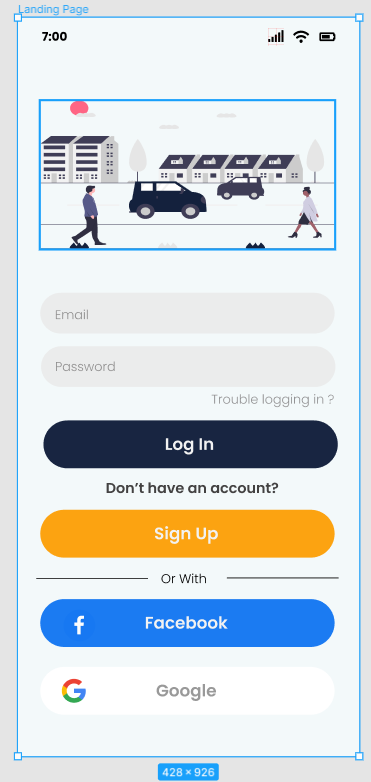 Landing Page
7:00
Email
Password
Trouble logging in ?
Log In
Don’t have an account?
Sign Up
Or With
Facebook
Google
428 × 926